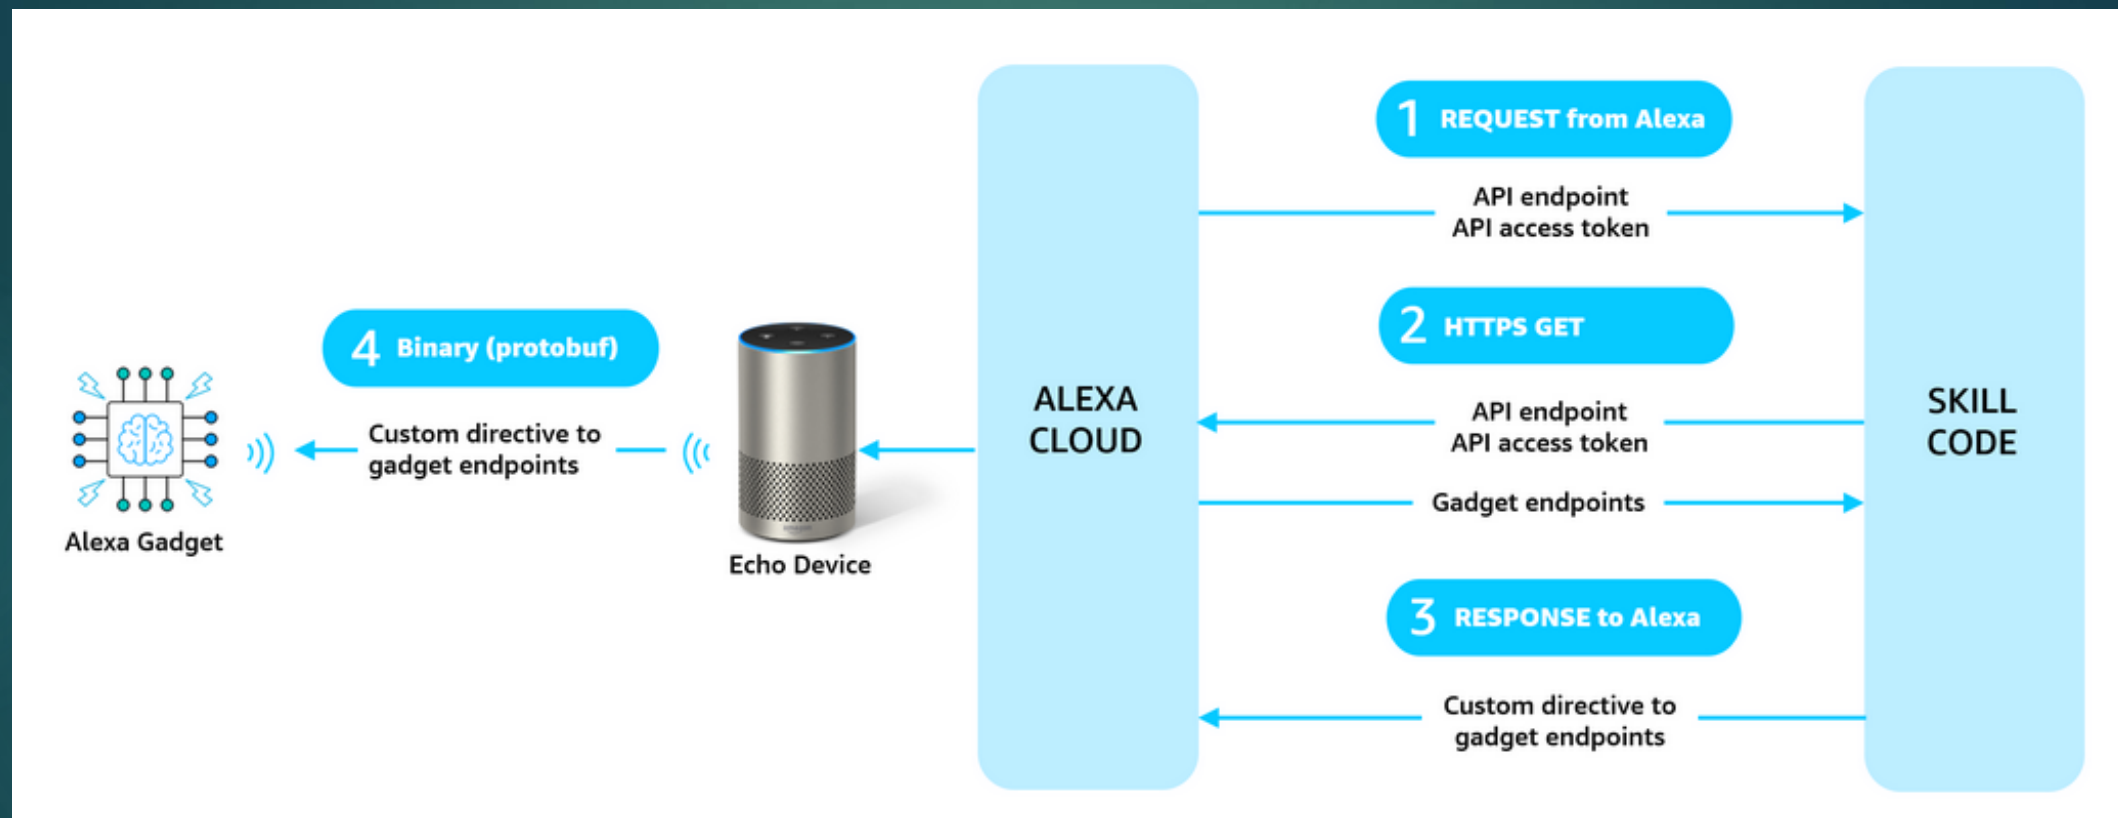 1 REQUEST from Alexa
API endpoint
API access token
2 HTTPS GET
API endpoint
API access token
Gadget endpoints
3 RESPONSE to Alexa
Custom directive to
gadget endpoints
SKILL
CODE
ALEXA
CLOUD
4 Binary (protobuf)
Custom directive to
gadget endpoints
Alexa Gadget
Echo Device